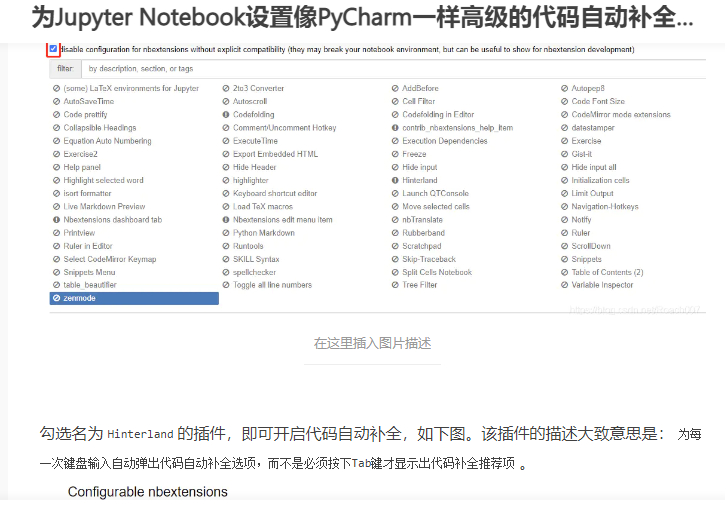 为Jupyter Notebook设置像PyCharm一样高级的代码自动补全...
disable configuration for nbextensions without explicit compatibility (they may break your notebook environment, but can be useful to show for nbextension development)
filter: by description, section, or tags
(some) LaTeX environments for Jupyter 2to3 Converter AddBefore Autopep8
AutoSaveTime Autoscroll Cell Filter Code Font Size
Code prettify Codefolding Codefolding in Editor CodeMirror mode extensions
Collapsible Headings Comment/Uncomment Hotkey contrib_nbextensions_help_item datestamper
Equation Auto Numbering ExecuteTime Execution Dependencies Exercise
Exercise2 Export Embedded HTML Freeze Gist-it
Help panel Hide Header Hide input Hide input all
Highlight selected word highlighter Hinterland Initialization cells
isort formatter Keyboard shortcut editor Launch QTConsole Limit Output
Live Markdown Preview Load TeX macros Move selected cells Navigation-Hotkeys
Nbextensions dashboard tab Nbextensions edit menu item nbTranslate Notify
Printview Python Markdown Rubberband Ruler
Ruler in Editor Runtools Scratchpad ScrollDown
Select CodeMirror Keymap SKILL Syntax Skip-Traceback Snippets
Snippets Menu spellchecker Split Cells Notebook Table of Contents (2)
table_beautifier Toggle all line numbers Tree Filter Variable Inspector
zenmode
在这里插入图片描述
勾选名为 Hinterland 的插件，即可开启代码自动补全，如下图。该插件的描述大致意思是： 为每
一次键盘输入自动弹出代码自动补全选项，而不是必须按下Tab键才显示出代码补全推荐项 。
Configurable nbextensions